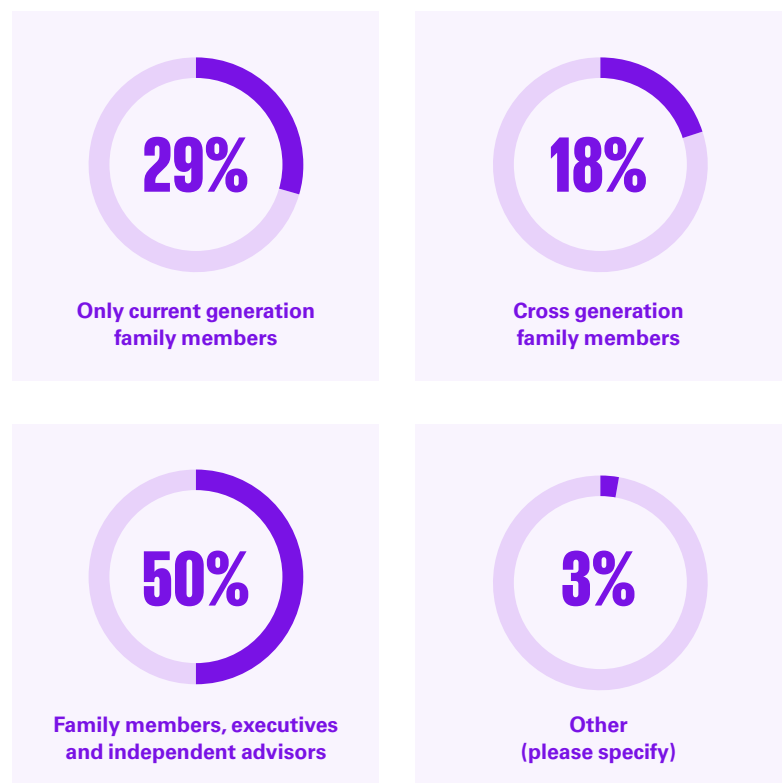 29%
Only current generation
family members
18%
Cross generation
family members
50%
Family members, executives
and independent advisors
3%
Other
(please specify)